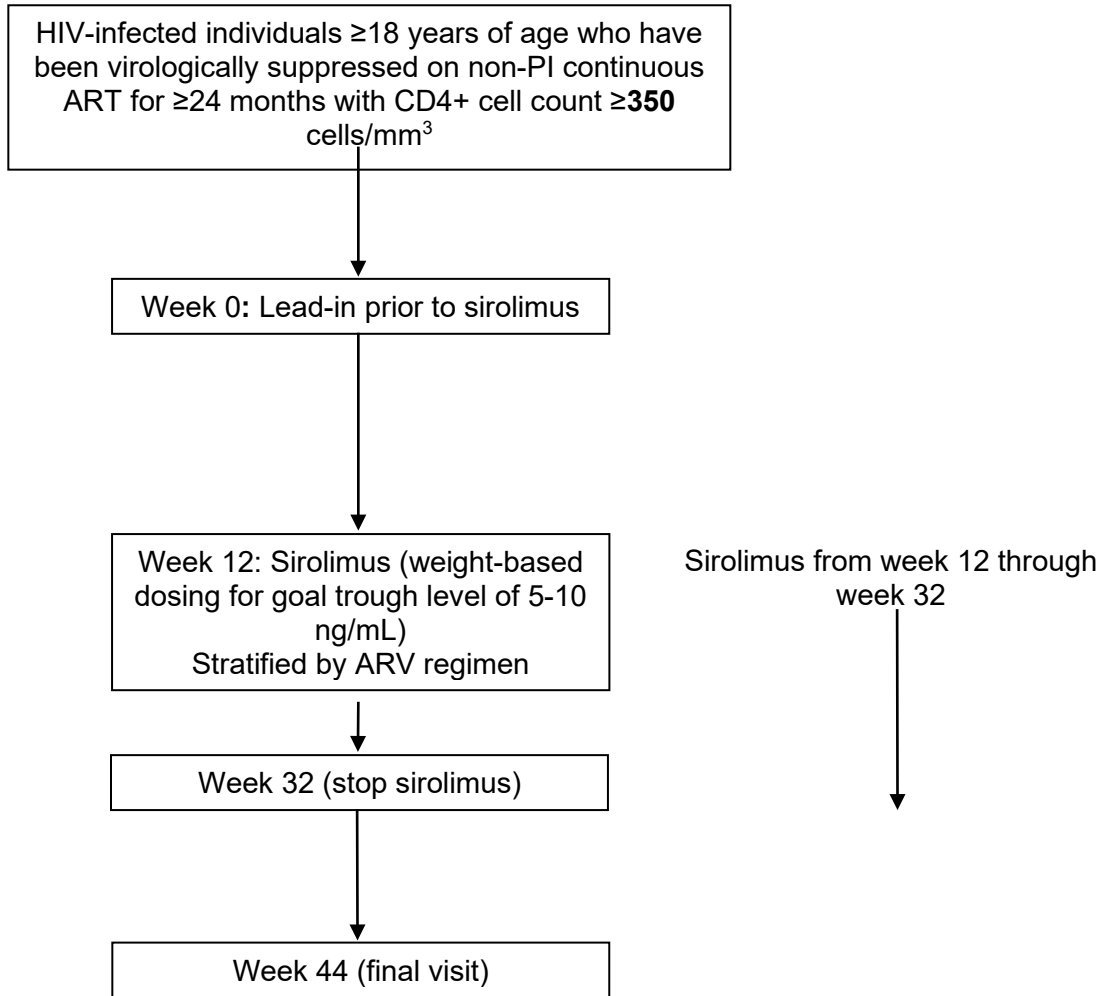 HIV-infected individuals ≥18 years of age who have
been virologically suppressed on non-PI continuous
ART for ≥24 months with CD4+ cell count ≥350
cells/mm³
Week 0: Lead-in prior to sirolimus
Week 12: Sirolimus (weight-based
dosing for goal trough level of 5-10
ng/mL)
Stratified by ARV regimen
Sirolimus from week 12 through
week 32
Week 32 (stop sirolimus)
Week 44 (final visit)